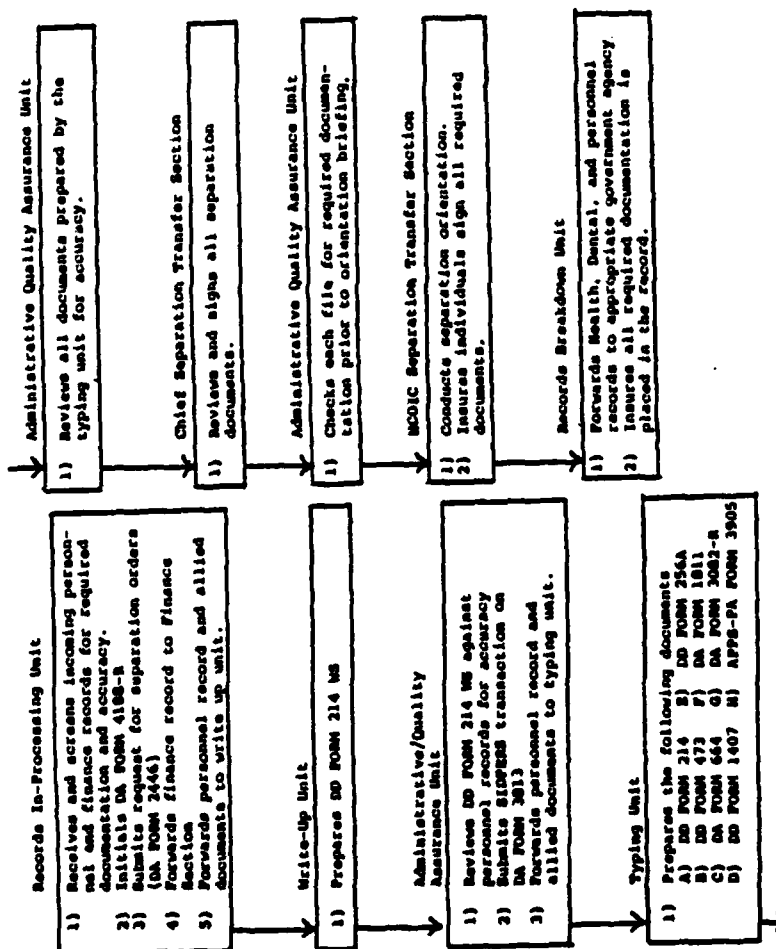 Records In-Processing Unit
1) Receives and screens incoming person-
nel and finance records for required
documentation and accuracy.
2) Initials DA FORM 4188-R
3) Submits request for separation orders
(DA FORM 2446)
4) Forwards finance record to Finance
Section
5) Forwards personnel record and allied
documents to write up unit.
Write-Up Unit
1) Prepares DD FORM 214 WS
Administrative/Quality
Assurance Unit
1) Reviews DD FORM 214 WS against
personnel records for accuracy
2) Submits SIDPERS transaction on
DA FORM 3813
3) Forwards personnel record and
allied documents to typing unit.
Typing Unit
1) Prepares the following documents
A) DD FORM 214 E) DD FORM 256A
B) DD FORM 473 F) DA FORM 1811
C) DA FORM 664 G) DA FORM 3082-R
D) DD FORM 1407 H) APPS-PA FORM 3905
Administrative Quality Assurance Unit
1) Reviews all documents prepared by the
typing unit for accuracy.
Chief Separation Transfer Section
1) Reviews and signs all separation
documents.
Administrative Quality Assurance Unit
1) Checks each file for required documen-
tation prior to orientation briefing.
NCOIC Separation Transfer Section
1) Conducts separation orientation.
2) Insures individuals sign all required
documents.
Records Breakdown Unit
1) Forwards Health, Dental, and personnel
records to appropriate government agency
2) Insures all required documentation is
placed in the record.